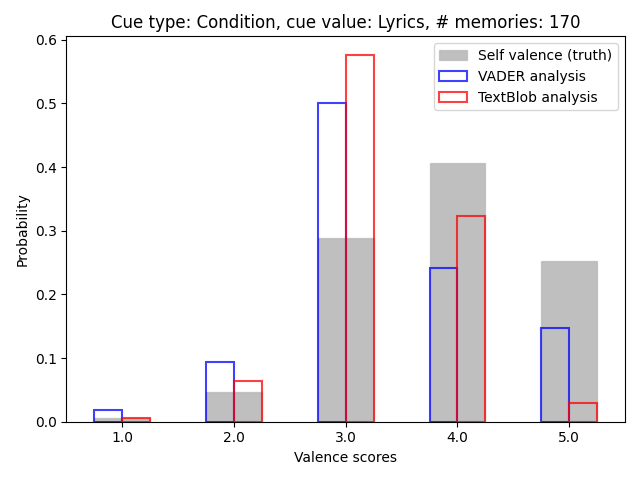 Cue type: Condition, cue value: Lyrics, # memories: 170
Self valence (truth)
VADER analysis
TextBlob analysis
Probability
0.6
0.5
0.4
0.3
0.2
0.1
0.0
1.0 2.0 3.0 4.0 5.0
Valence scores